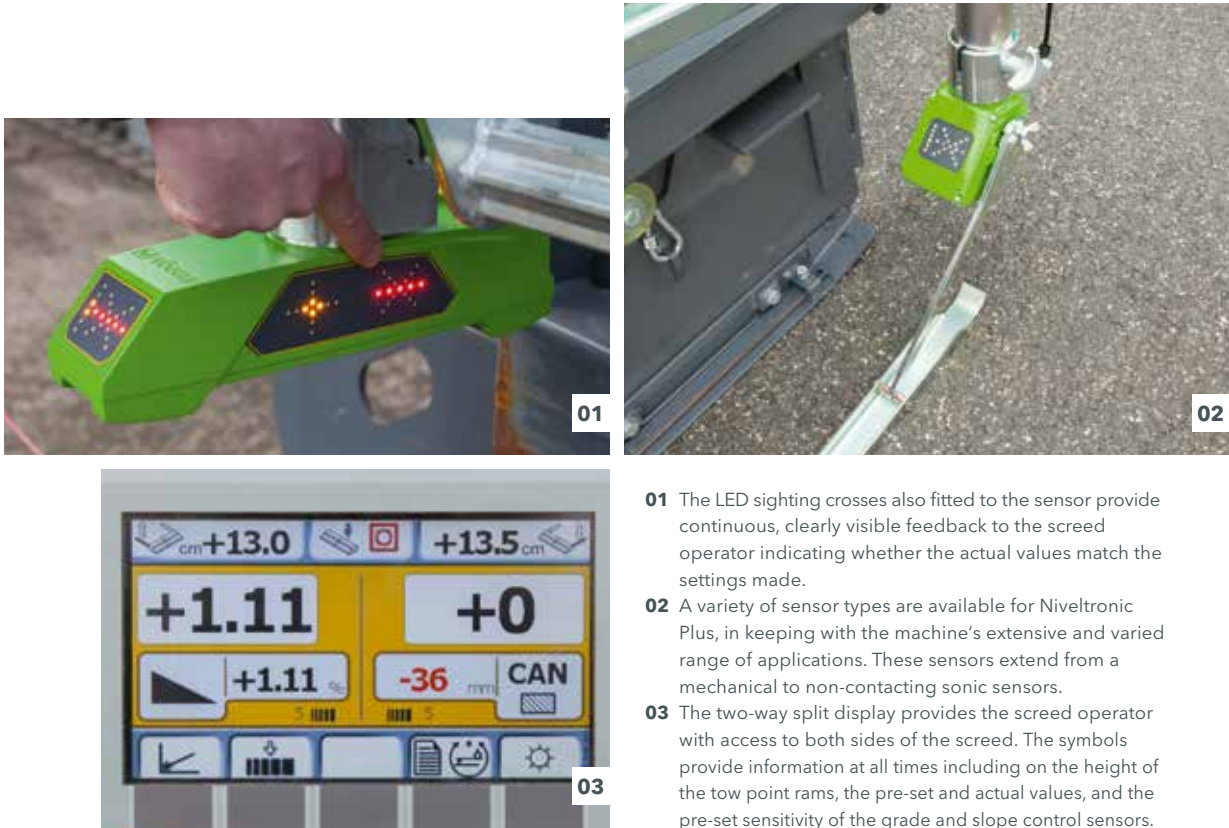 01
02
cm +13.0
+13.5 cm
+1.11
+0
+1.11 %
-36 mm
CAN
5
5
03
01 The LED sighting crosses also fitted to the sensor provide
continuous, clearly visible feedback to the screed
operator indicating whether the actual values match the
settings made.
02 A variety of sensor types are available for Niveltronic
Plus, in keeping with the machine’s extensive and varied
range of applications. These sensors extend from a
mechanical to non-contacting sonic sensors.
03 The two-way split display provides the screed operator
with access to both sides of the screed. The symbols
provide information at all times including on the height of
the tow point rams, the pre-set and actual values, and the
pre-set sensitivity of the grade and slope control sensors.